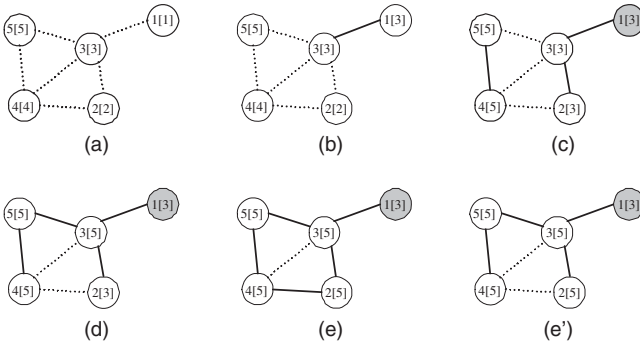 5[5] 1[1] 5[5] 1[3] 5[5] 1[3]
3[3] 3[3] 3[3]
4[4] 2[2] 4[4] 2[2] 4[5] 2[3]
(a) (b) (c)
5[5] 1[3] 5[5] 1[3] 5[5] 1[3]
3[5] 3[5] 3[5]
4[5] 2[3] 4[5] 2[5] 4[5] 2[5]
(d) (e) (e')